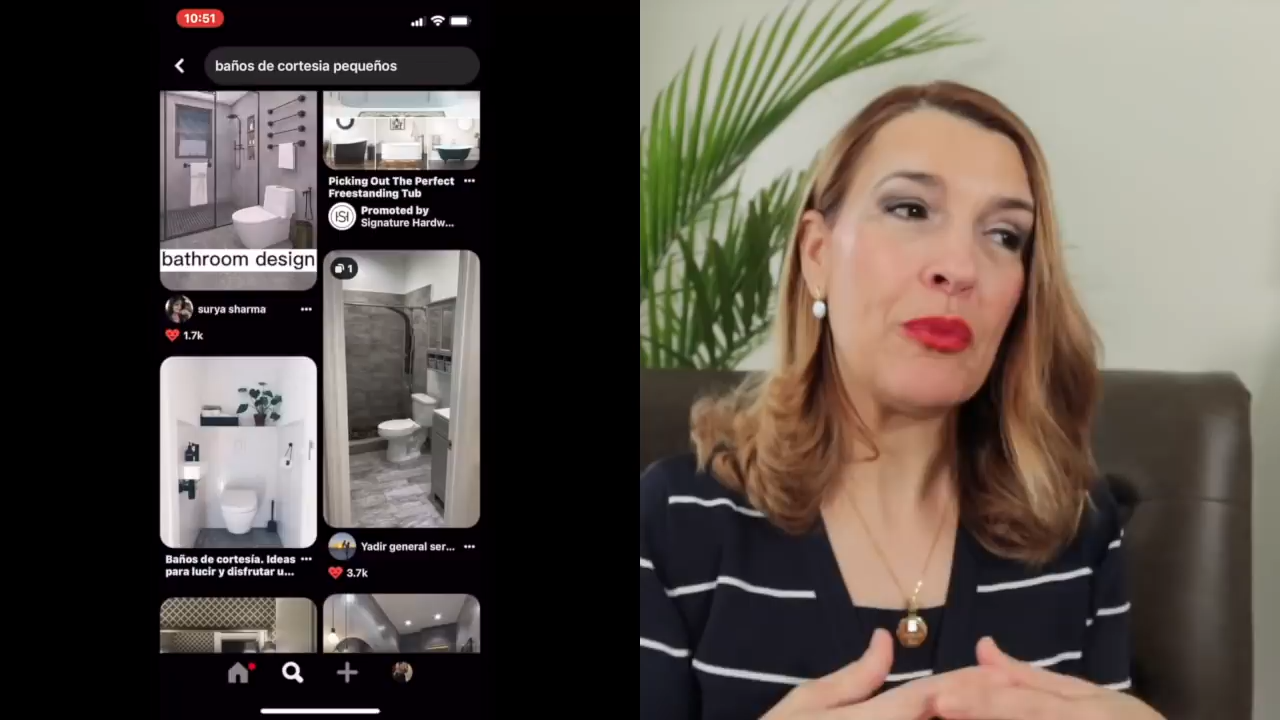 10:51
baños de cortesia pequeños
bathroom design
surya sharma
1.7k
Baños de cortesía. Ideas
para lucir y disfrutar u...
Picking Out The Perfect
Freestanding Tub
Promoted by
Signature Hardw...
1
Yadir general ser...
3.7k